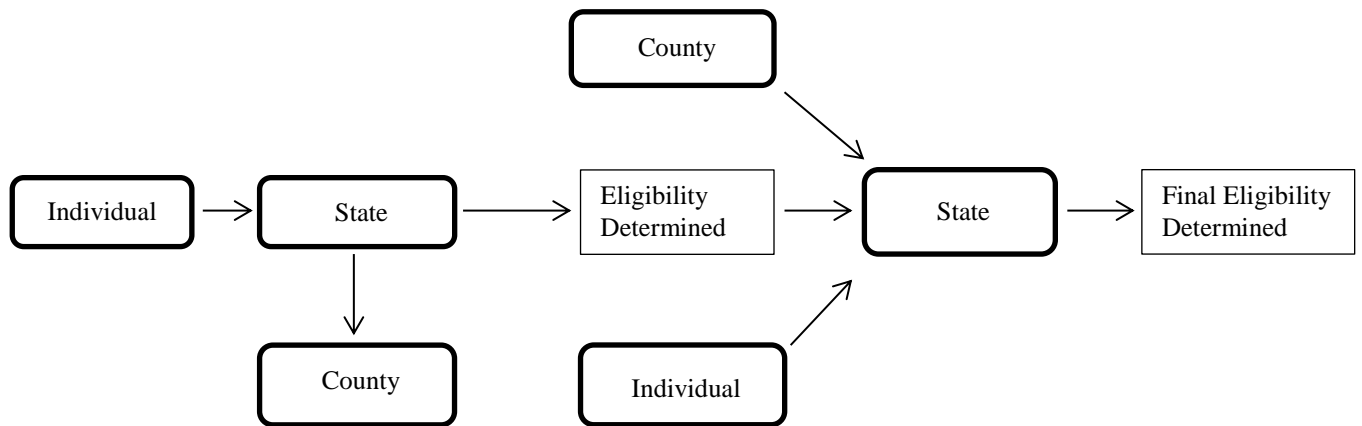 County
Individual
State
Eligibility
Determined
State
Final Eligibility
Determined
County
Individual